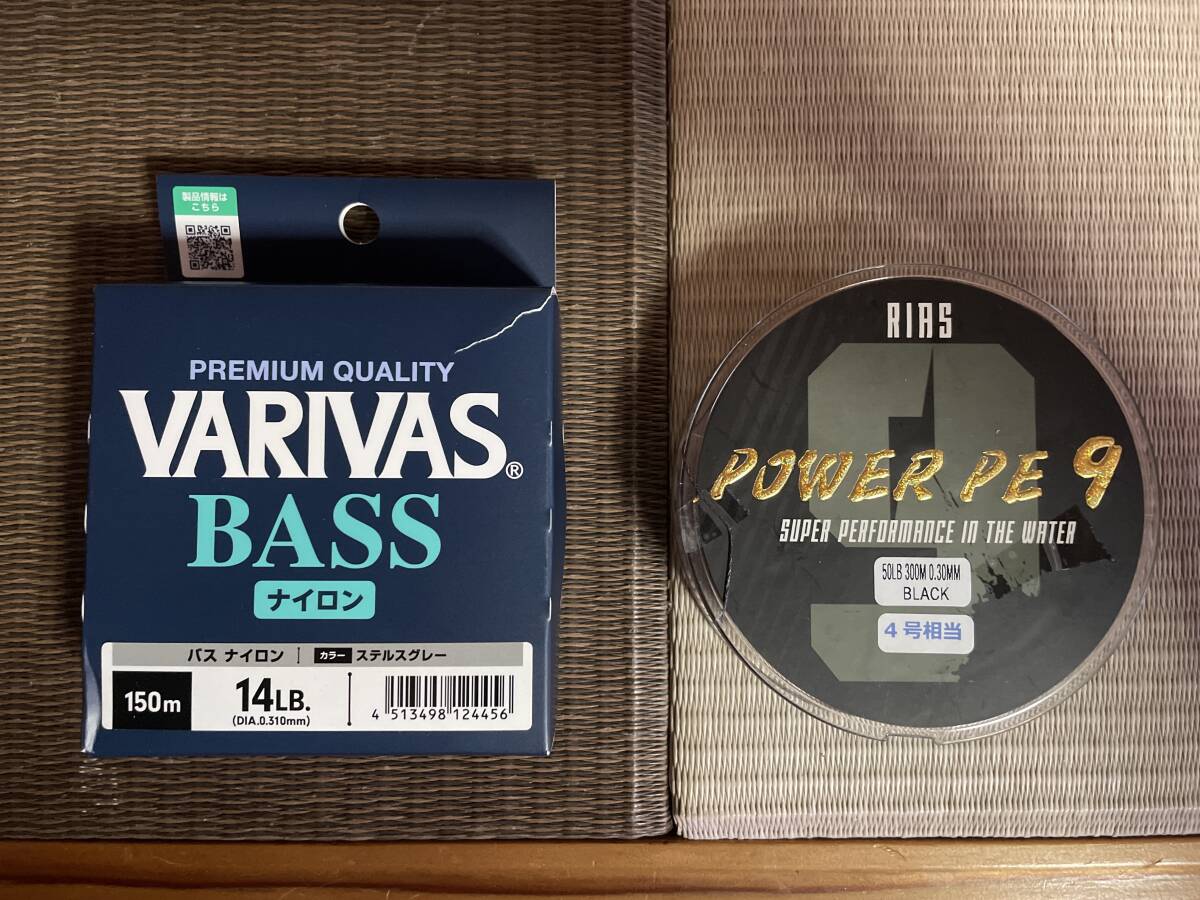 製品情報は
こちら
PREMIUM QUALITY
VARIVAS®
BASS
ナイロン
バス ナイロン
カラー ステルスグレー
150m
14LB.
(DIA.0.310mm)
4 513498 124456
RIAS
9
POWER PE 9
SUPER PERFORMANCE IN THE WATER
50LB 300M 0.30MM
BLACK
4号相当